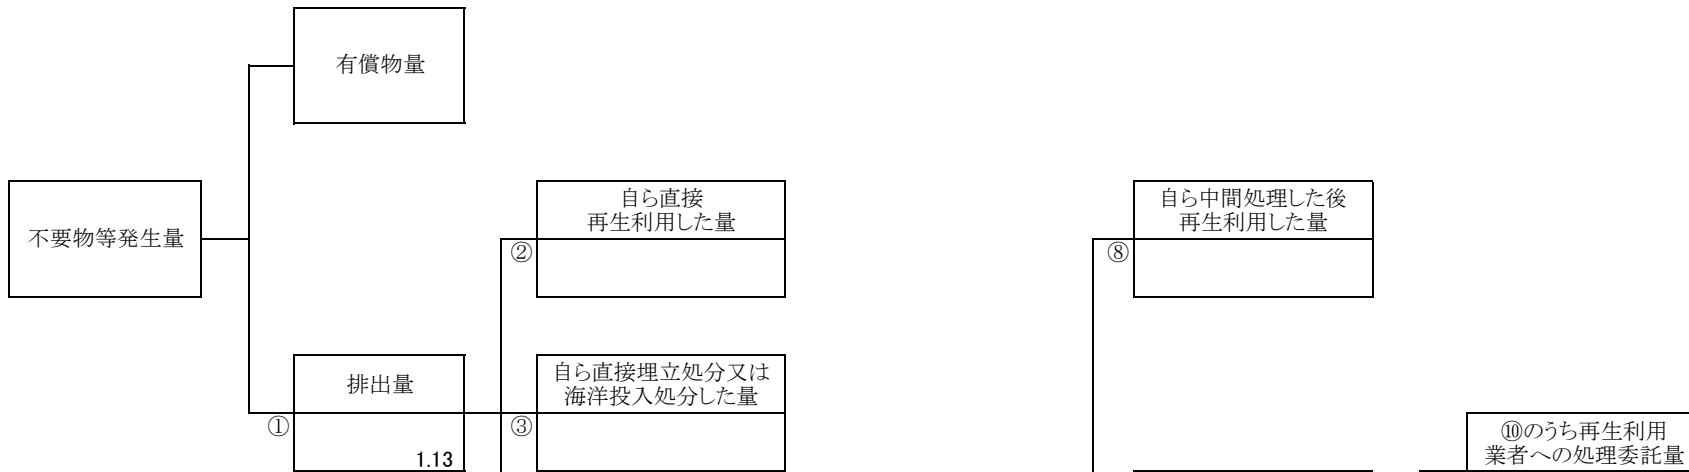 有償物量
不要物等発生量
自ら直接
再生利用した量
②
自ら中間処理した後
再生利用した量
⑧
排出量
①
1.13
自ら直接埋立処分又は
海洋投入処分した量
③
⑩のうち再生利用
業者への処理委託量